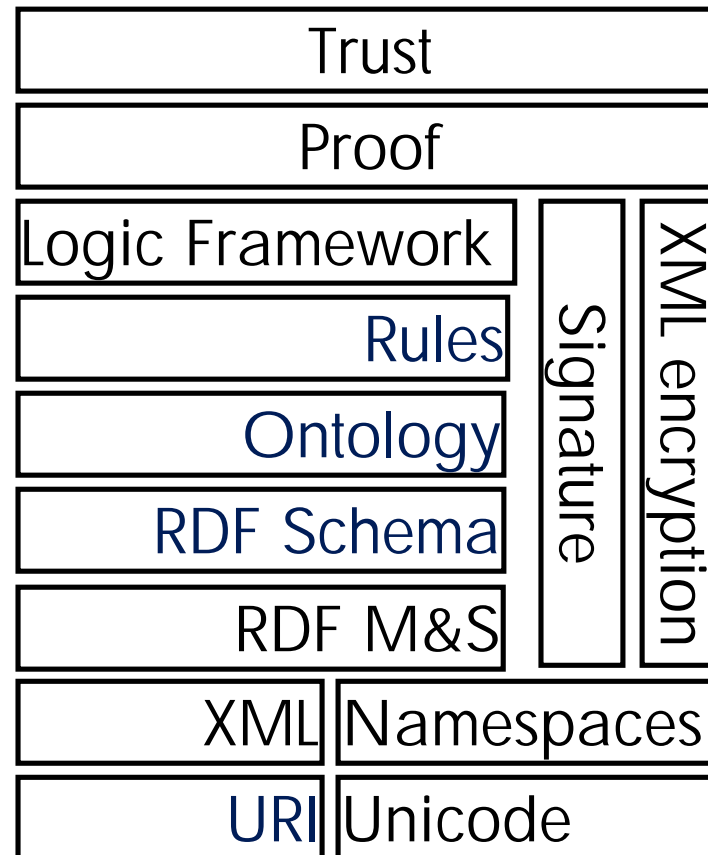 Trust
Proof
Logic Framework
Rules
Ontology
RDF Schema
RDF M&S
Signature
XML encryption
XML
Namespaces
URI
Unicode